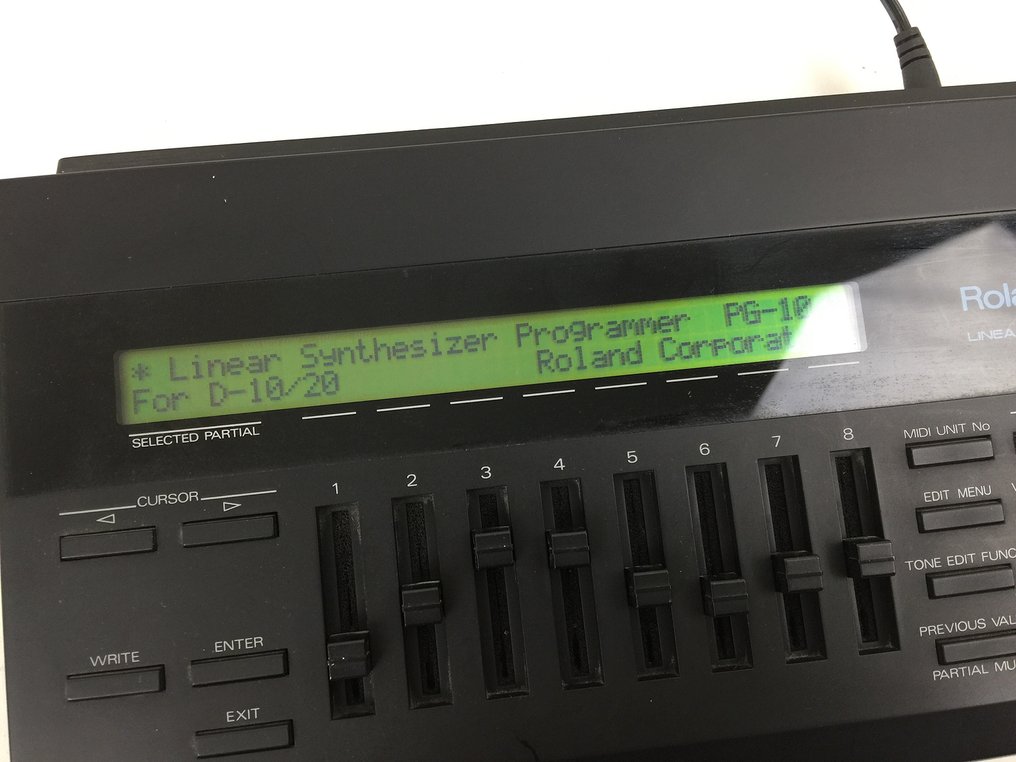 * Linear Synthesizer Programmer PG-10
For D-10/20 Roland Corporat
Rola
LINEA
SELECTED PARTIAL
CURSOR
1 2 3 4 5 6 7 8
MIDI UNIT No
EDIT MENU
TONE EDIT FUNC
PREVIOUS VAL
PARTIAL MU
WRITE
ENTER
EXIT